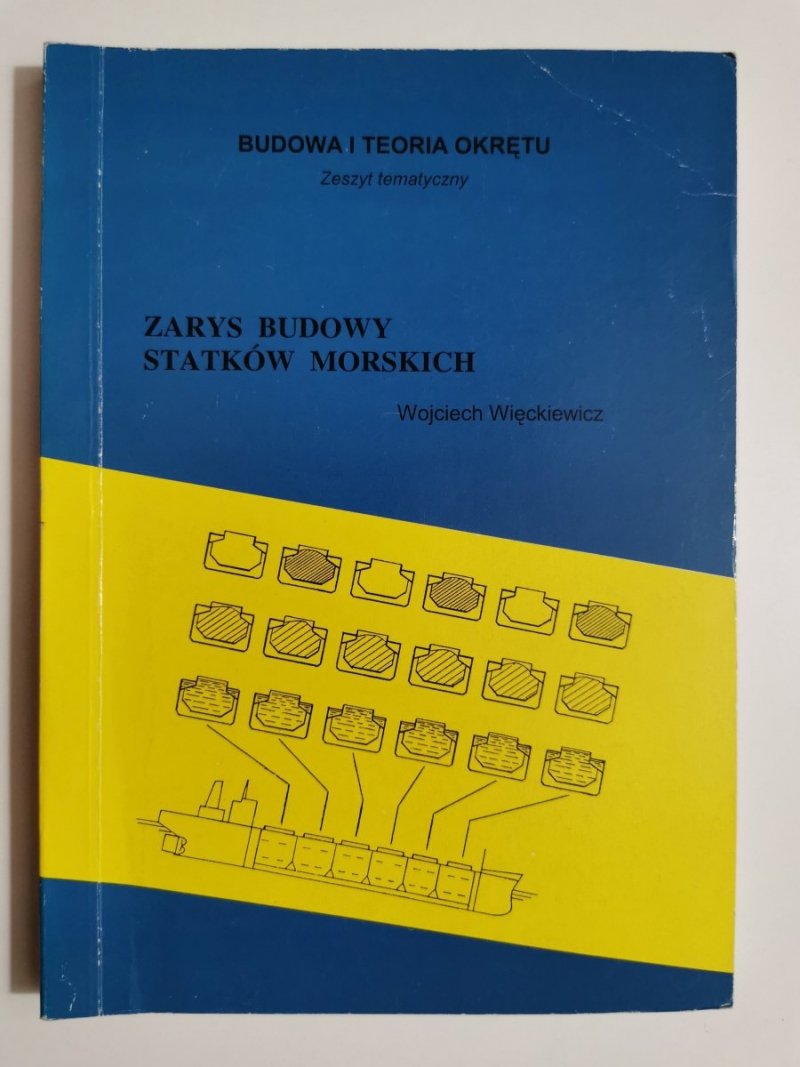 BUDOWA I TEORIA OKRĘTU
Zeszyt tematyczny
ZARYS BUDOWY
STATKÓW MORSKICH
Wojciech Więckiewicz